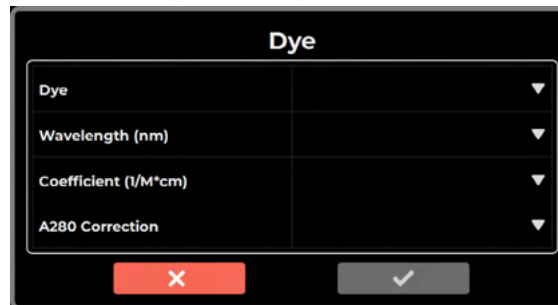 Dye
Dye
Wavelength (nm)
Coefficient (1/M*cm)
A280 Correction